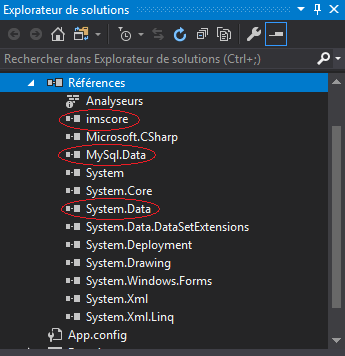 Explorateur de solutions
Rechercher dans Explorateur de solutions (Ctrl+;)
Références
Analyseurs
imscore
Microsoft.CSharp
MySql.Data
System
System.Core
System.Data
System.Data.DataSetExtensions
System.Deployment
System.Drawing
System.Windows.Forms
System.Xml
System.Xml.Linq
App.config